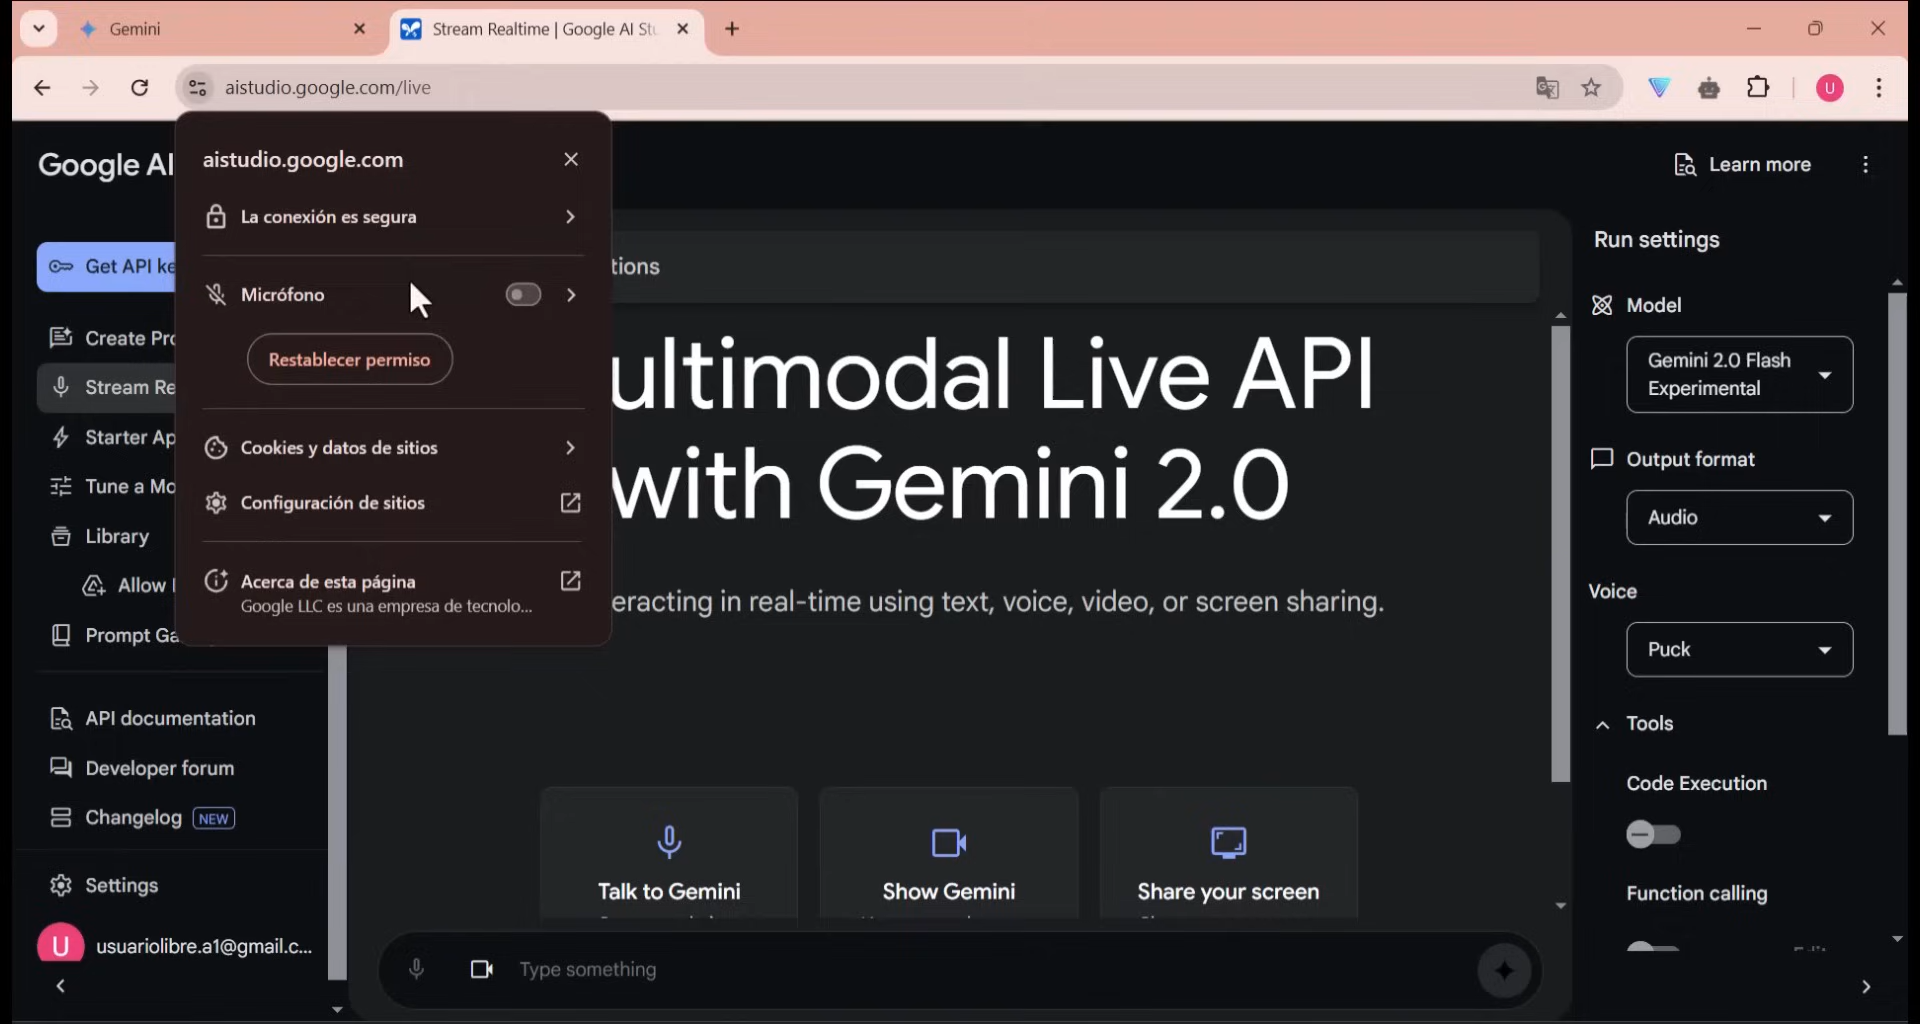 Gemini
Stream Realtime | Google AI Stu
aistudio.google.com/live
U
Google AI
aistudio.google.com
La conexión es segura
Micrófono
Restablecer permiso
Cookies y datos de sitios
Configuración de sitios
Acerca de esta página
Google LLC es una empresa de tecnolo...
Get API ke
Create Pro
Stream Re
Starter Ap
Tune a Mo
Library
Allow
Prompt Ga
API documentation
Developer forum
Changelog NEW
Settings
U usuariolibre.a1@gmail.c...
tions
ultimodal Live API
with Gemini 2.0
eracting in real-time using text, voice, video, or screen sharing.
Talk to Gemini
Show Gemini
Share your screen
Type something
Learn more
Run settings
Model
Gemini 2.0 Flash
Experimental
Output format
Audio
Voice
Puck
Tools
Code Execution
Function calling